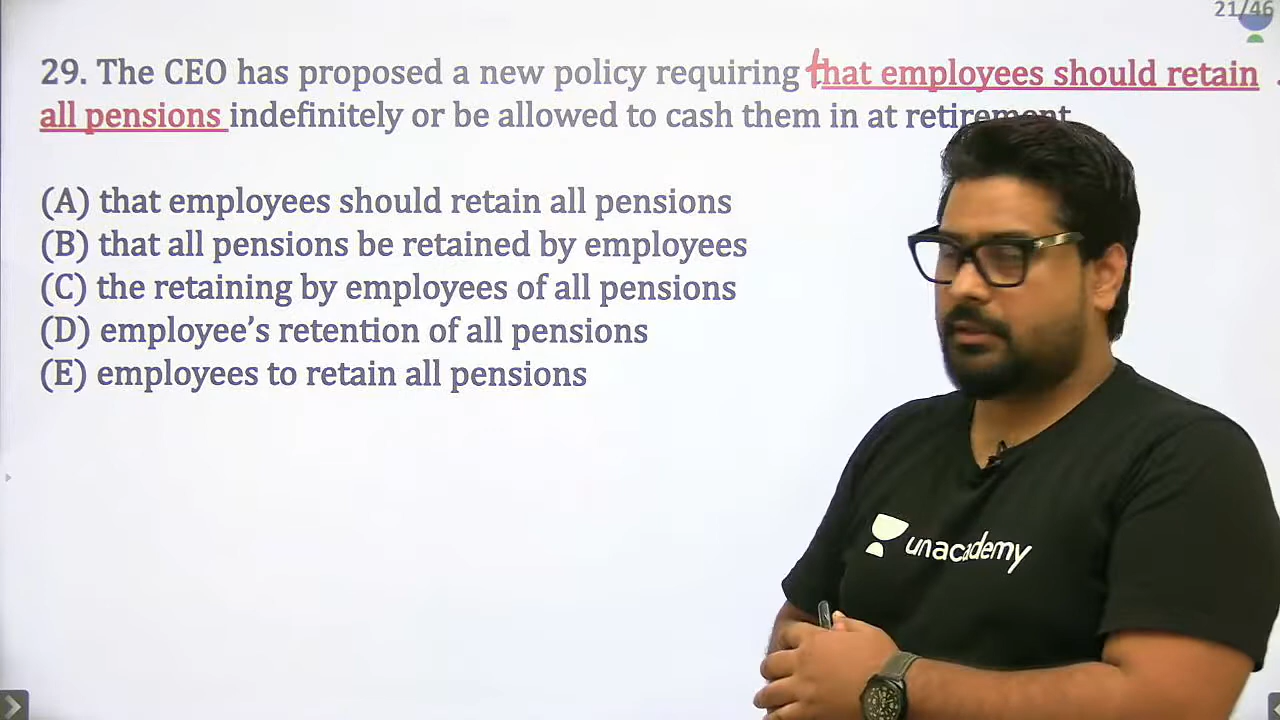 21/46
29. The CEO has proposed a new policy requiring that employees should retain
all pensions indefinitely or be allowed to cash them in at retirement.
(A) that employees should retain all pensions
(B) that all pensions be retained by employees
(C) the retaining by employees of all pensions
(D) employee's retention of all pensions
(E) employees to retain all pensions
unacademy